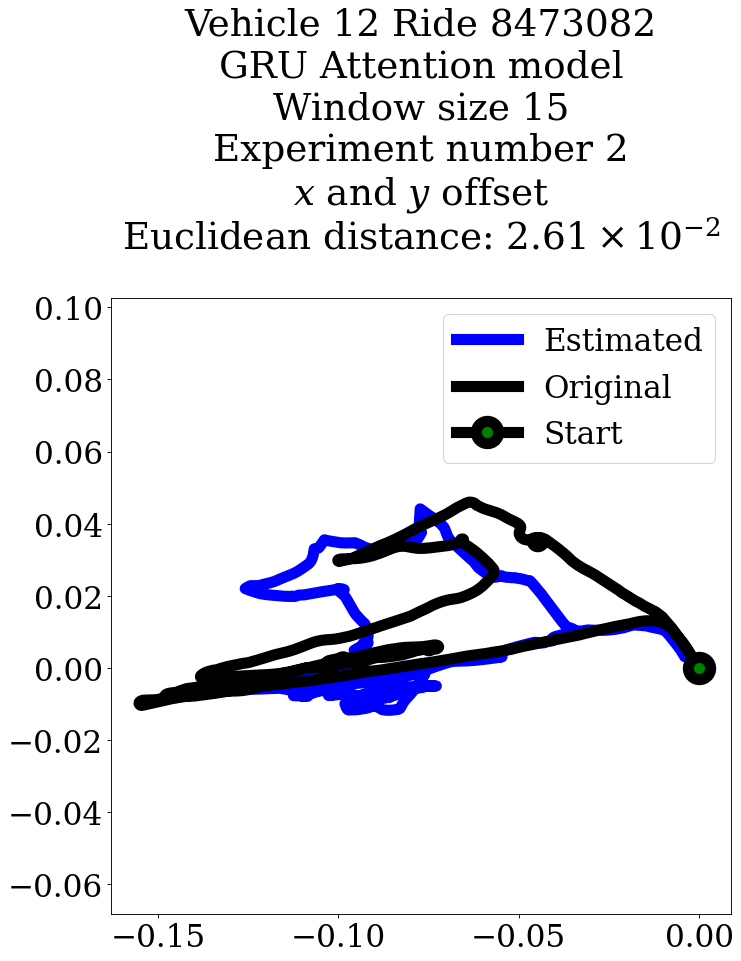 Vehicle 12 Ride 8473082
GRU Attention model
Window size 15
Experiment number 2
x and y offset
Euclidean distance: 2.61 × 10⁻²
Estimated
Original
Start
0.10
0.08
0.06
0.04
0.02
0.00
−0.02
−0.04
−0.06
−0.15 −0.10 −0.05 0.00